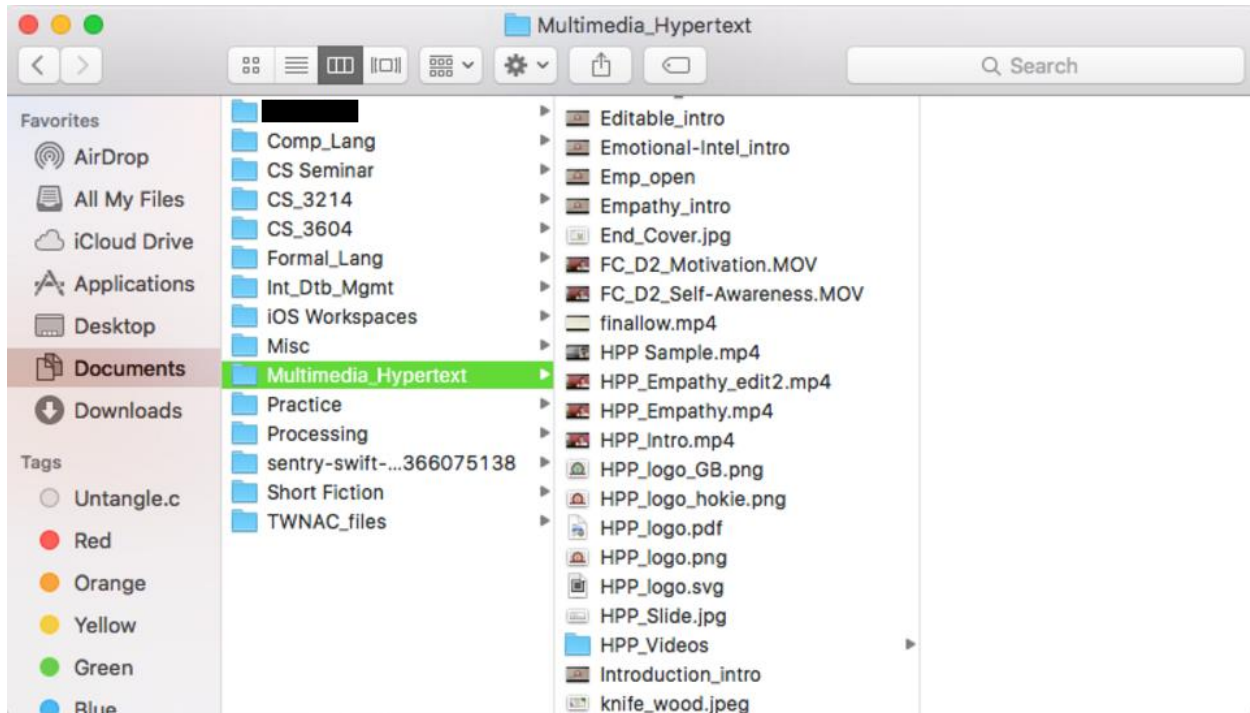 Multimedia_Hypertext
Search
Favorites
AirDrop
All My Files
iCloud Drive
Applications
Desktop
Documents
Downloads
Tags
Untangle.c
Red
Orange
Yellow
Green
Blue
Comp_Lang
CS Seminar
CS_3214
CS_3604
Formal_Lang
Int_Dtb_Mgmt
iOS Workspaces
Misc
Multimedia_Hypertext
Practice
Processing
sentry-swift-...366075138
Short Fiction
TWNAC_files
Editable_intro
Emotional-Intel_intro
Emp_open
Empathy_intro
End_Cover.jpg
FC_D2_Motivation.MOV
FC_D2_Self-Awareness.MOV
finallow.mp4
HPP Sample.mp4
HPP_Empathy_edit2.mp4
HPP_Empathy.mp4
HPP_Intro.mp4
HPP_logo_GB.png
HPP_logo_hokie.png
HPP_logo.pdf
HPP_logo.png
HPP_logo.svg
HPP_Slide.jpg
HPP_Videos
Introduction_intro
knife_wood.jpeg